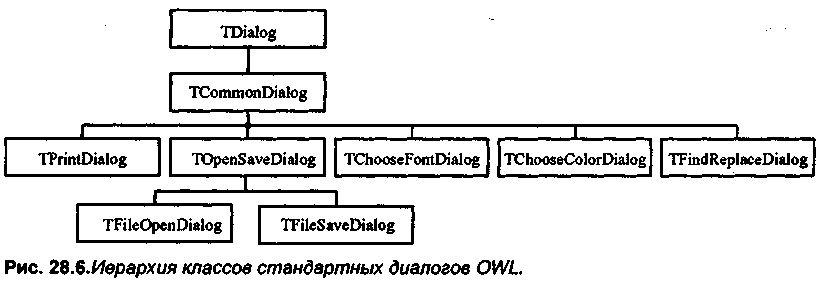 TDialog
TCommonDialog
TPrintDialog
TOpenSaveDialog
TChooseFontDialog
TChooseColorDialog
TFindReplaceDialog
TFileOpenDialog
TFileSaveDialog
Рис. 28.6.Иерархия классов стандартных диалогов OWL.